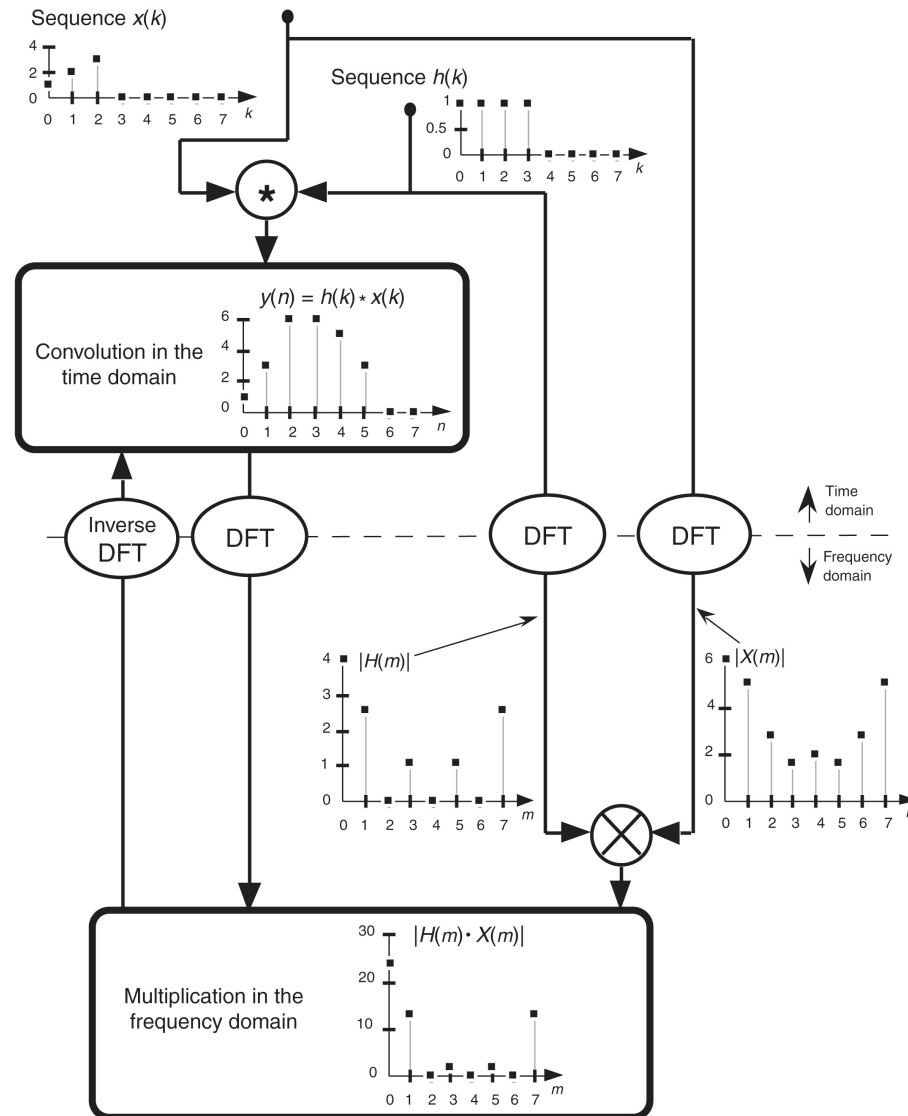 Sequence x(k)
4
2
0
0 1 2 3 4 5 6 7 k
Sequence h(k)
1
0.5
0
0 1 2 3 4 5 6 7 k
*
y(n) = h(k) * x(k)
Convolution in the
time domain
6
4
2
0
0 1 2 3 4 5 6 7 n
Inverse
DFT
DFT
DFT
DFT
Time
domain
Frequency
domain
|H(m)|
4
3
2
1
0
0 1 2 3 4 5 6 7 m
|X(m)|
6
4
2
0
0 1 2 3 4 5 6 7
|H(m) · X(m)|
Multiplication in the
frequency domain
30
20
10
0
0 1 2 3 4 5 6 7 m